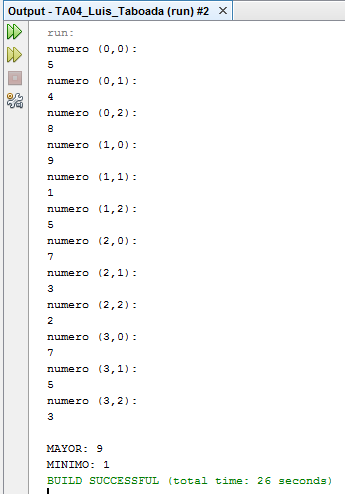 Output - TA04_Luis_Taboada (run) #2 ×
run:
numero (0,0):
5
numero (0,1):
4
numero (0,2):
8
numero (1,0):
9
numero (1,1):
1
numero (1,2):
5
numero (2,0):
7
numero (2,1):
3
numero (2,2):
2
numero (3,0):
7
numero (3,1):
5
numero (3,2):
3
MAYOR: 9
MINIMO: 1
BUILD SUCCESSFUL (total time: 26 seconds)